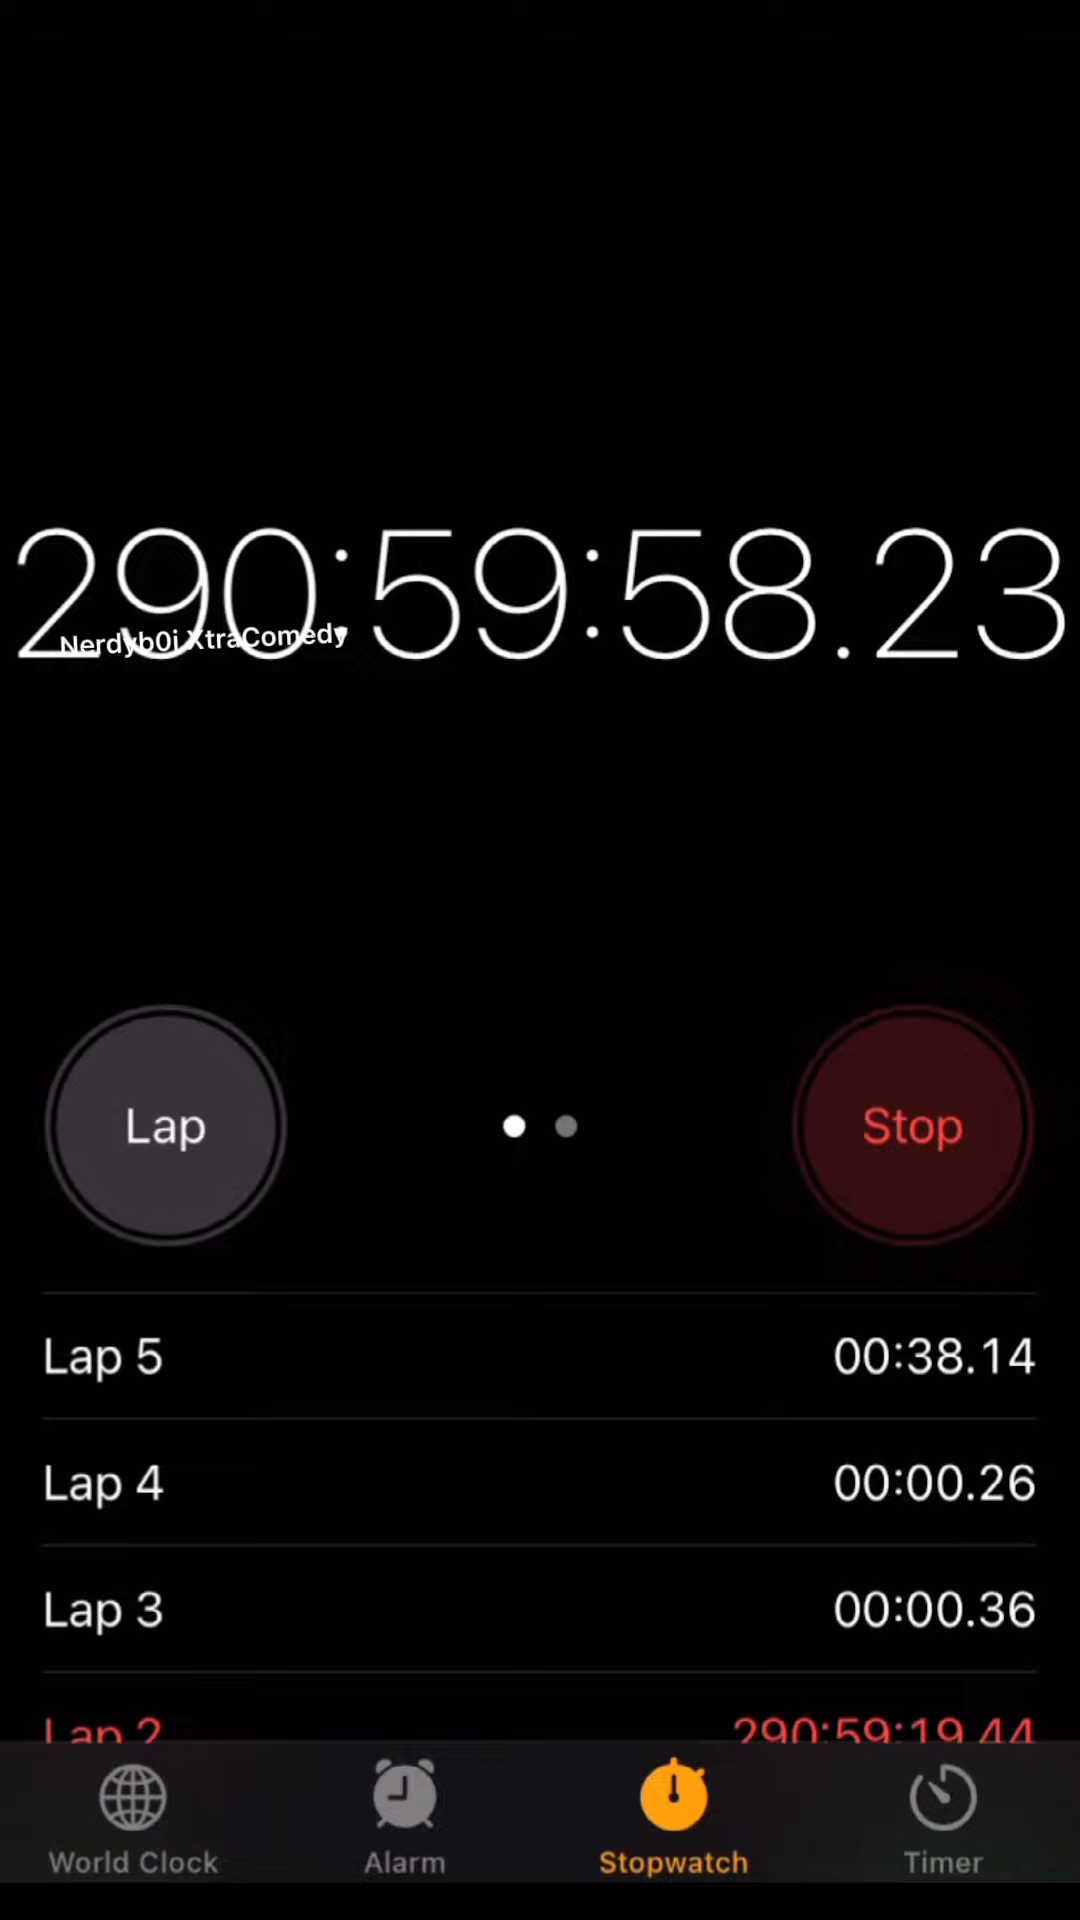 290:59:58.23
Nerdyb0i XtraComedy
Lap
Stop
Lap 5 00:38.14
Lap 4 00:00.26
Lap 3 00:00.36
Lap 2 290:59:19.44
World Clock
Alarm
Stopwatch
Timer